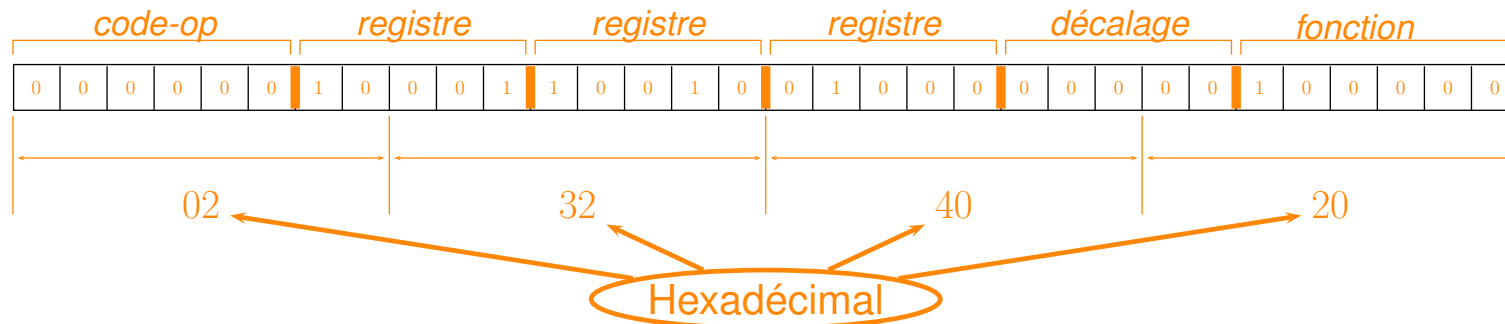 code-op registre registre registre décalage fonction
0 0 0 0 0 0 1 0 0 0 1 1 0 0 1 0 0 1 0 0 0 0 0 0 0 0 1 0 0 0 0 0
02 32 40 20
Hexadécimal